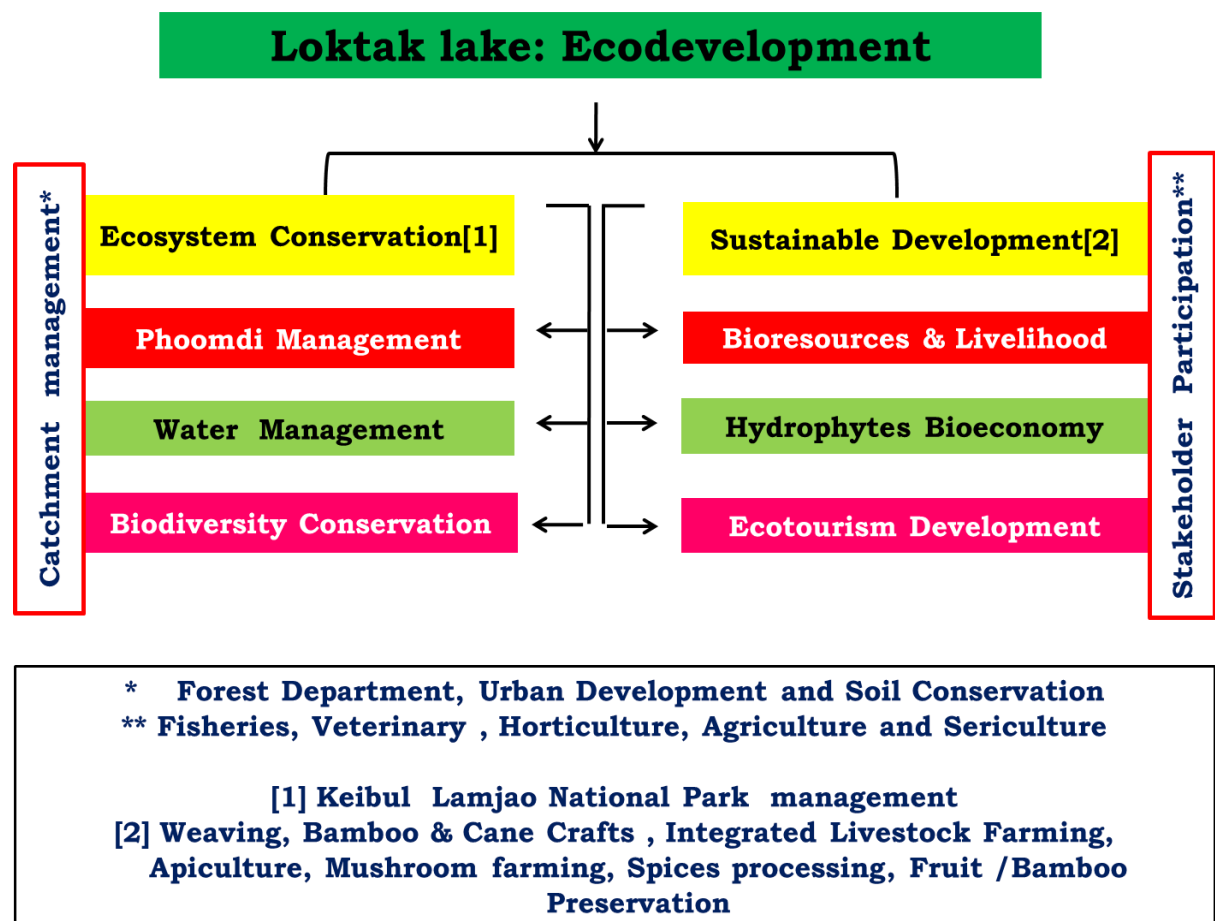 Loktak lake: Ecodevelopment
Catchment management*
Ecosystem Conservation[1]
Phoomdi Management
Water Management
Biodiversity Conservation
Sustainable Development[2]
Bioresources & Livelihood
Hydrophytes Bioeconomy
Ecotourism Development
Stakeholder Participation**
* Forest Department, Urban Development and Soil Conservation
** Fisheries, Veterinary , Horticulture, Agriculture and Sericulture
[1] Keibul Lamjao National Park management
[2] Weaving, Bamboo & Cane Crafts , Integrated Livestock Farming,
Apiculture, Mushroom farming, Spices processing, Fruit /Bamboo
Preservation